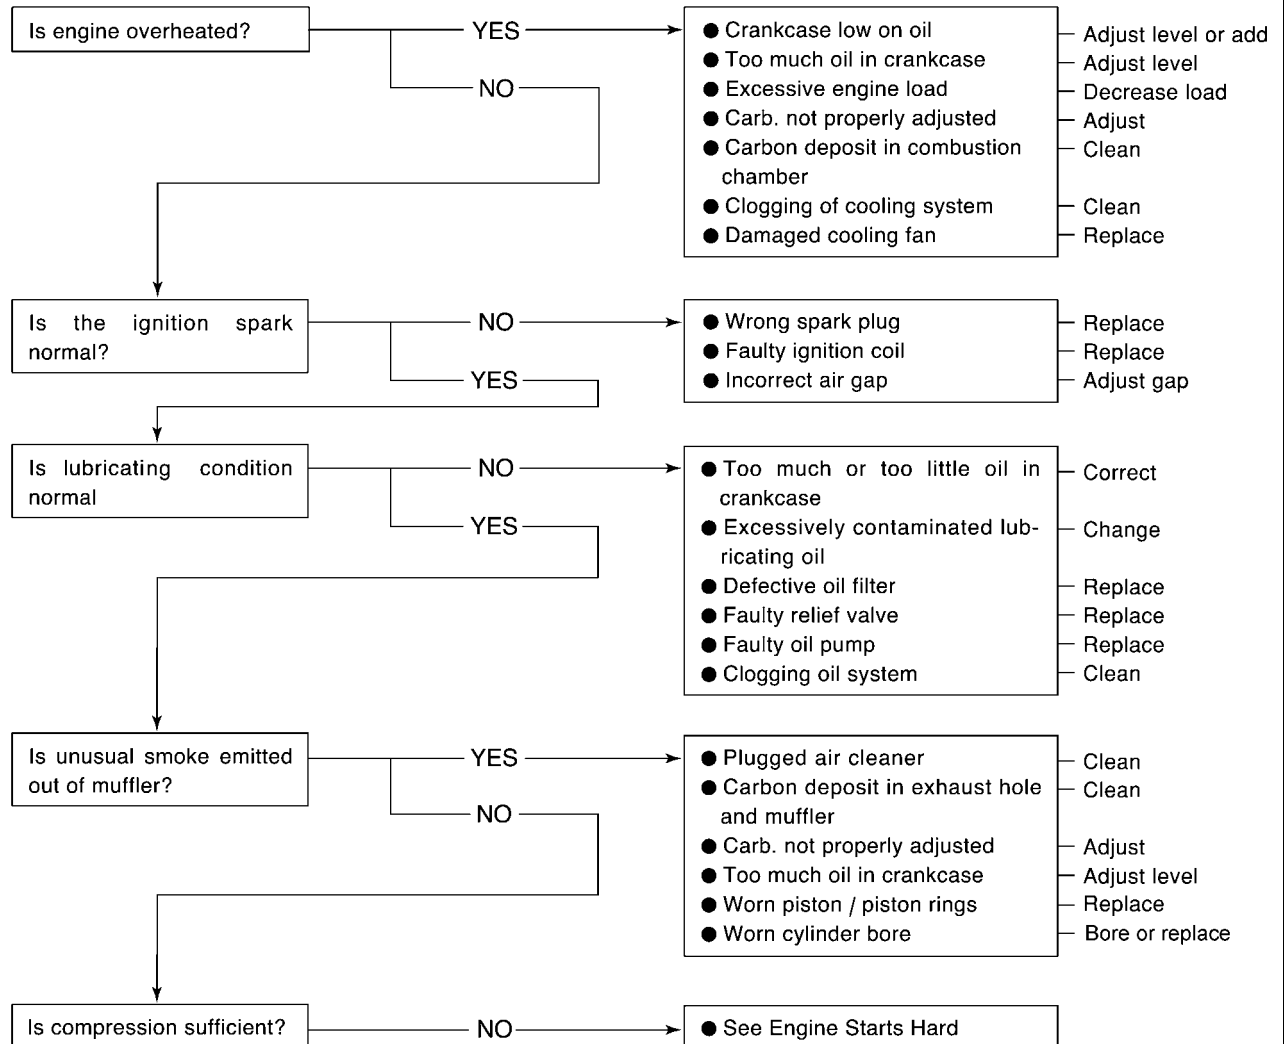 Is engine overheated?
YES
NO
● Crankcase low on oil
Adjust level or add
● Too much oil in crankcase
Adjust level
● Excessive engine load
Decrease load
● Carb. not properly adjusted
Adjust
● Carbon deposit in combustion
Clean
chamber
● Clogging of cooling system
Clean
● Damaged cooling fan
Replace
Is the ignition spark
normal?
NO
YES
● Wrong spark plug
Replace
● Faulty ignition coil
Replace
● Incorrect air gap
Adjust gap
Is lubricating condition
normal
NO
YES
● Too much or too little oil in
Correct
crankcase
● Excessively contaminated lub-
Change
ricating oil
● Defective oil filter
Replace
● Faulty relief valve
Replace
● Faulty oil pump
Replace
● Clogging oil system
Clean
Is unusual smoke emitted
out of muffler?
YES
NO
● Plugged air cleaner
Clean
● Carbon deposit in exhaust hole
Clean
and muffler
● Carb. not properly adjusted
Adjust
● Too much oil in crankcase
Adjust level
● Worn piston / piston rings
Replace
● Worn cylinder bore
Bore or replace
Is compression sufficient?
NO
● See Engine Starts Hard